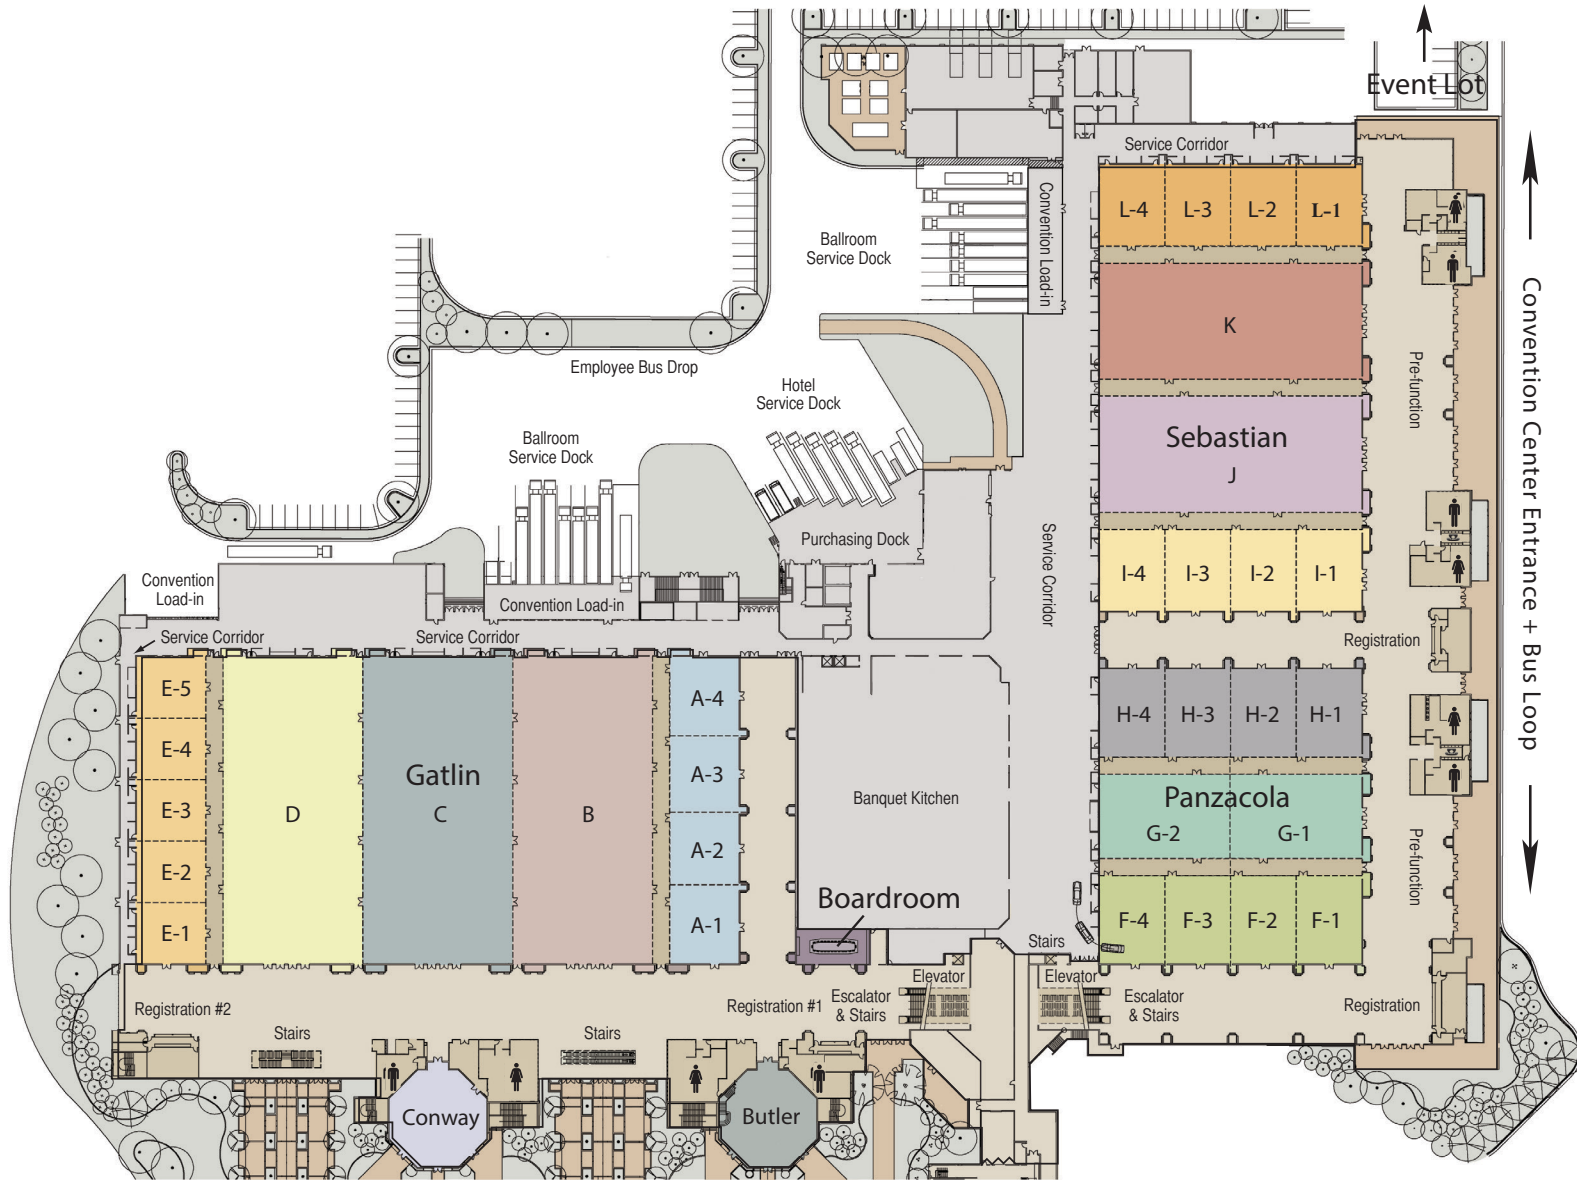 Event Lot
Service Corridor
L-4
L-3
L-2
L-1
Convention Load-in
Ballroom
Service Dock
K
Pre-function
Convention Center Entrance + Bus Loop
Employee Bus Drop
Hotel
Service Dock
Sebastian
J
Ballroom
Service Dock
Purchasing Dock
Service Corridor
I-4
I-3
I-2
I-1
Convention
Load-in
Convention Load-in
Service Corridor
Service Corridor
Registration
E-5
E-4
E-3
E-2
E-1
D
Gatlin
C
B
A-4
A-3
A-2
A-1
Banquet Kitchen
Boardroom
H-4
H-3
H-2
H-1
Panzacola
G-2
G-1
Pre-function
F-4
F-3
F-2
F-1
Stairs
Elevator
Elevator
Registration #2
Registration #1
Escalator
& Stairs
Escalator
& Stairs
Registration
Stairs
Stairs
Conway
Butler